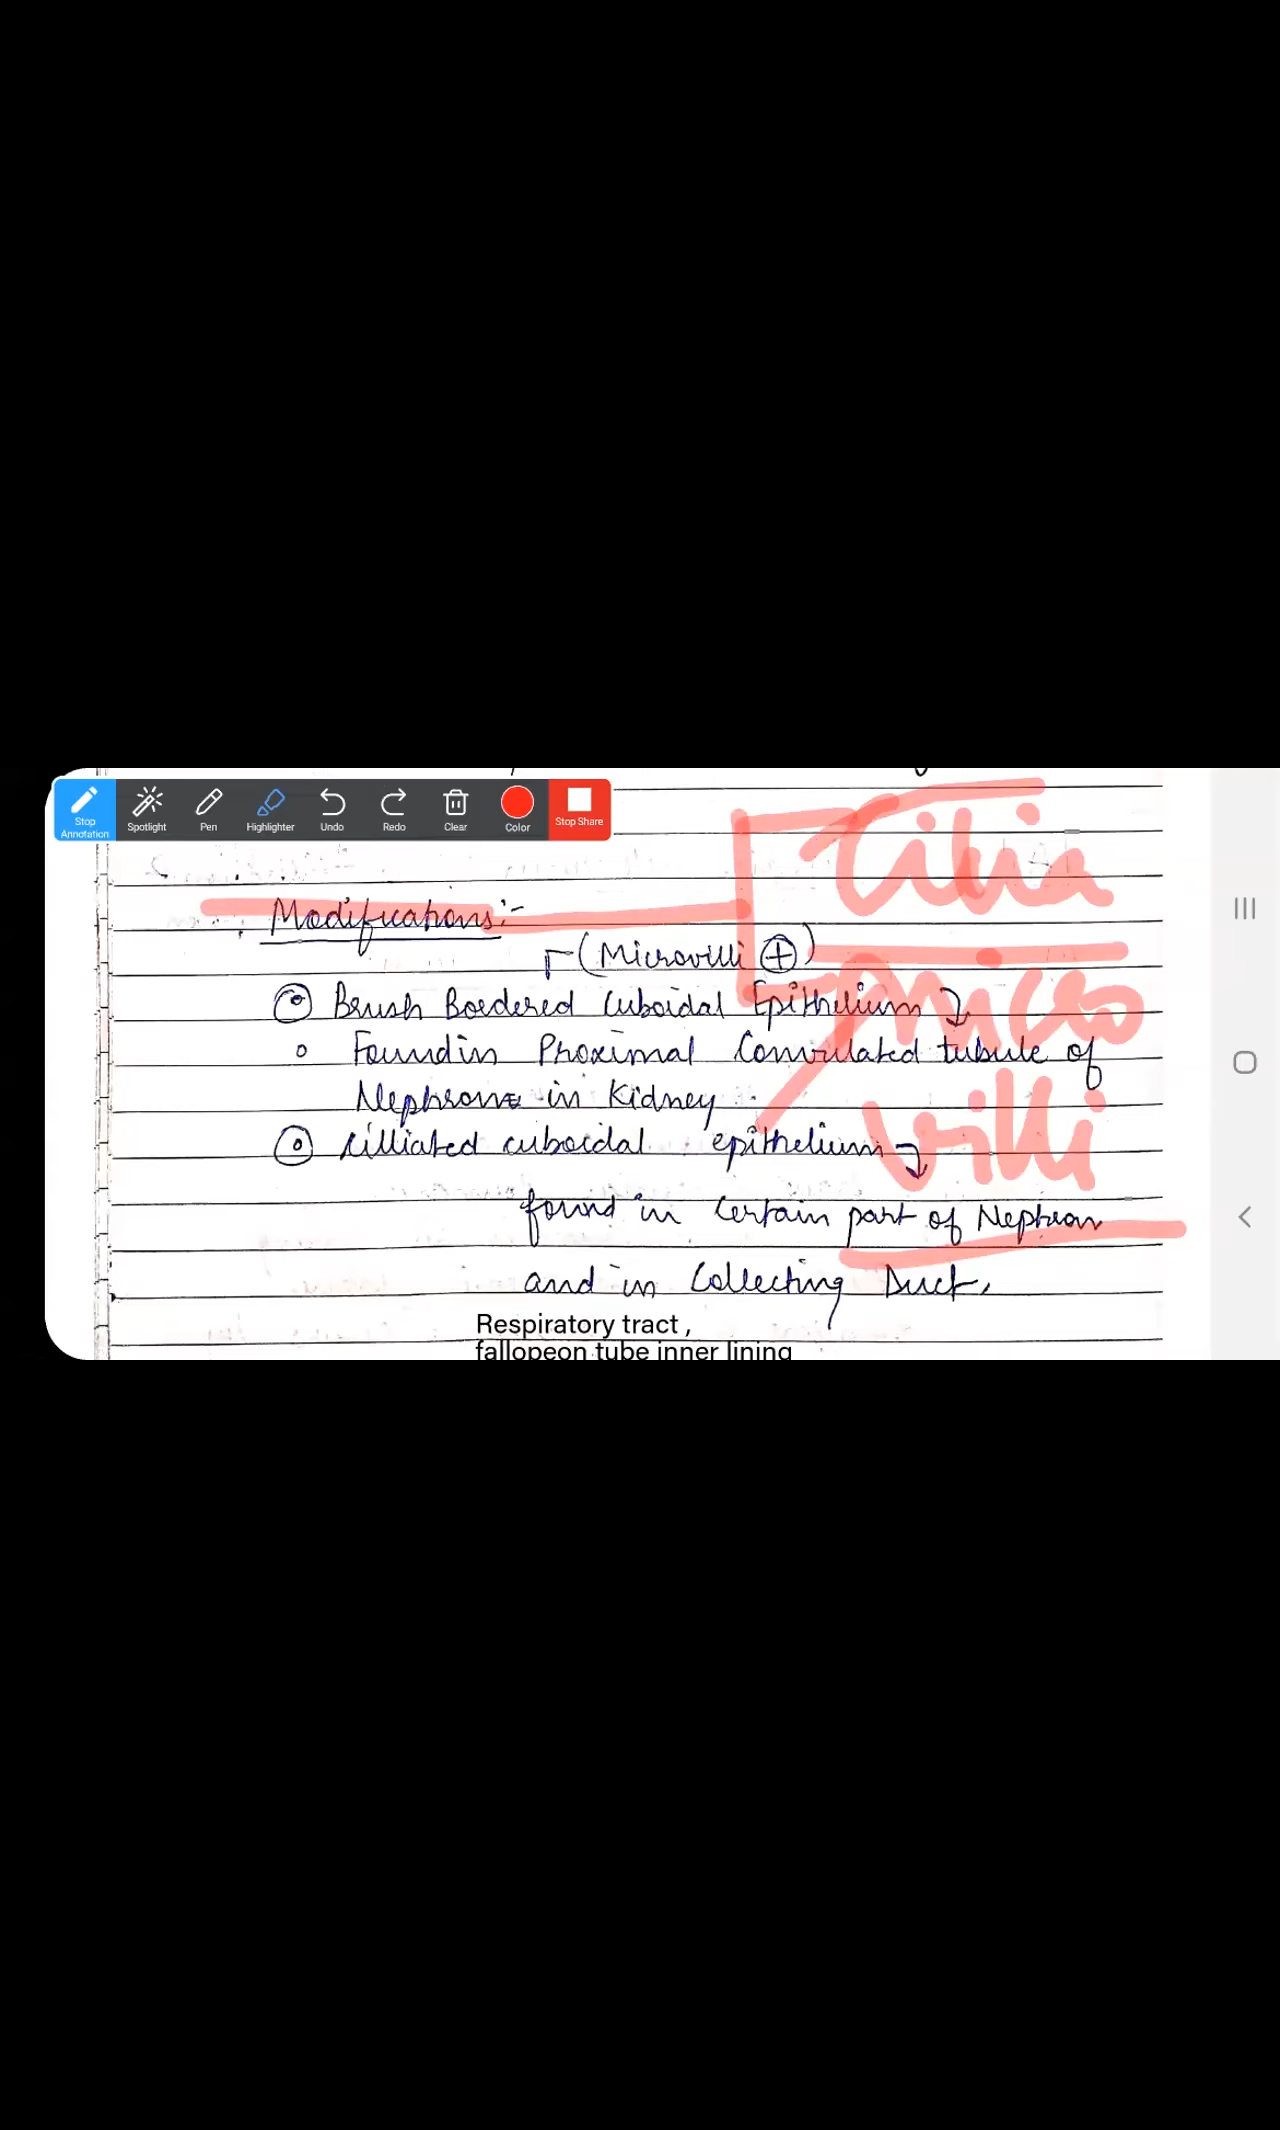 Stop Annotation
Spotlight
Pen
Highlighter
Undo
Redo
Clear
Color
Stop Share
Cilia
Modifications:-
(Microvilli +)
micro
Brush Boedered Cuboidal Epithelium
Found in Proximal Convulated tubule of
Nephrone in Kidney.
villi
Cilliated cuboidal epithelium
found in certain part of Nephron
and in Collecting Duct,
Respiratory tract ,
fallopeon tube inner lining